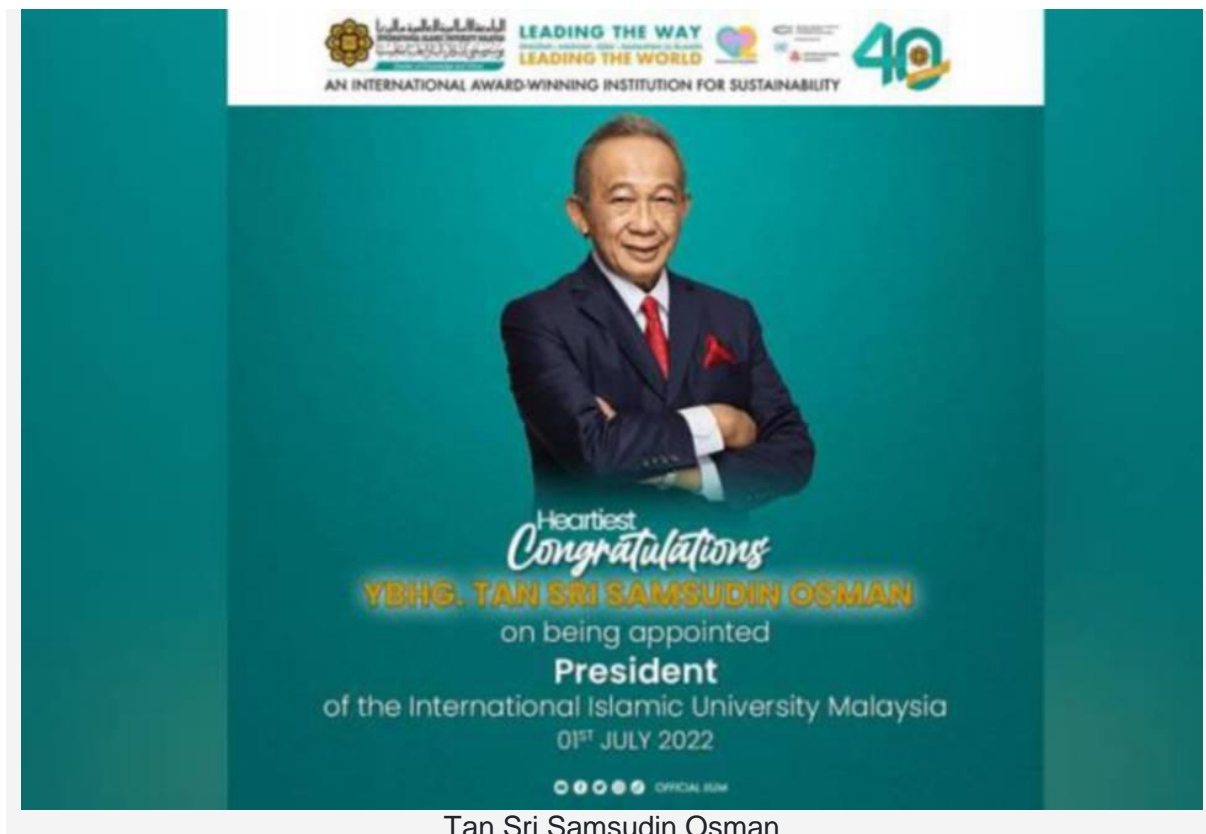 LEADING THE WAY
LEADING THE WORLD
40
AN INTERNATIONAL AWARD-WINNING INSTITUTION FOR SUSTAINABILITY
Heartiest
Congratulations
YBHG. TAN SRI SAMSUDIN OSMAN
on being appointed
President
of the International Islamic University Malaysia
01ST JULY 2022
OFFICIAL IIUM
Tan Sri Samsudin Osman